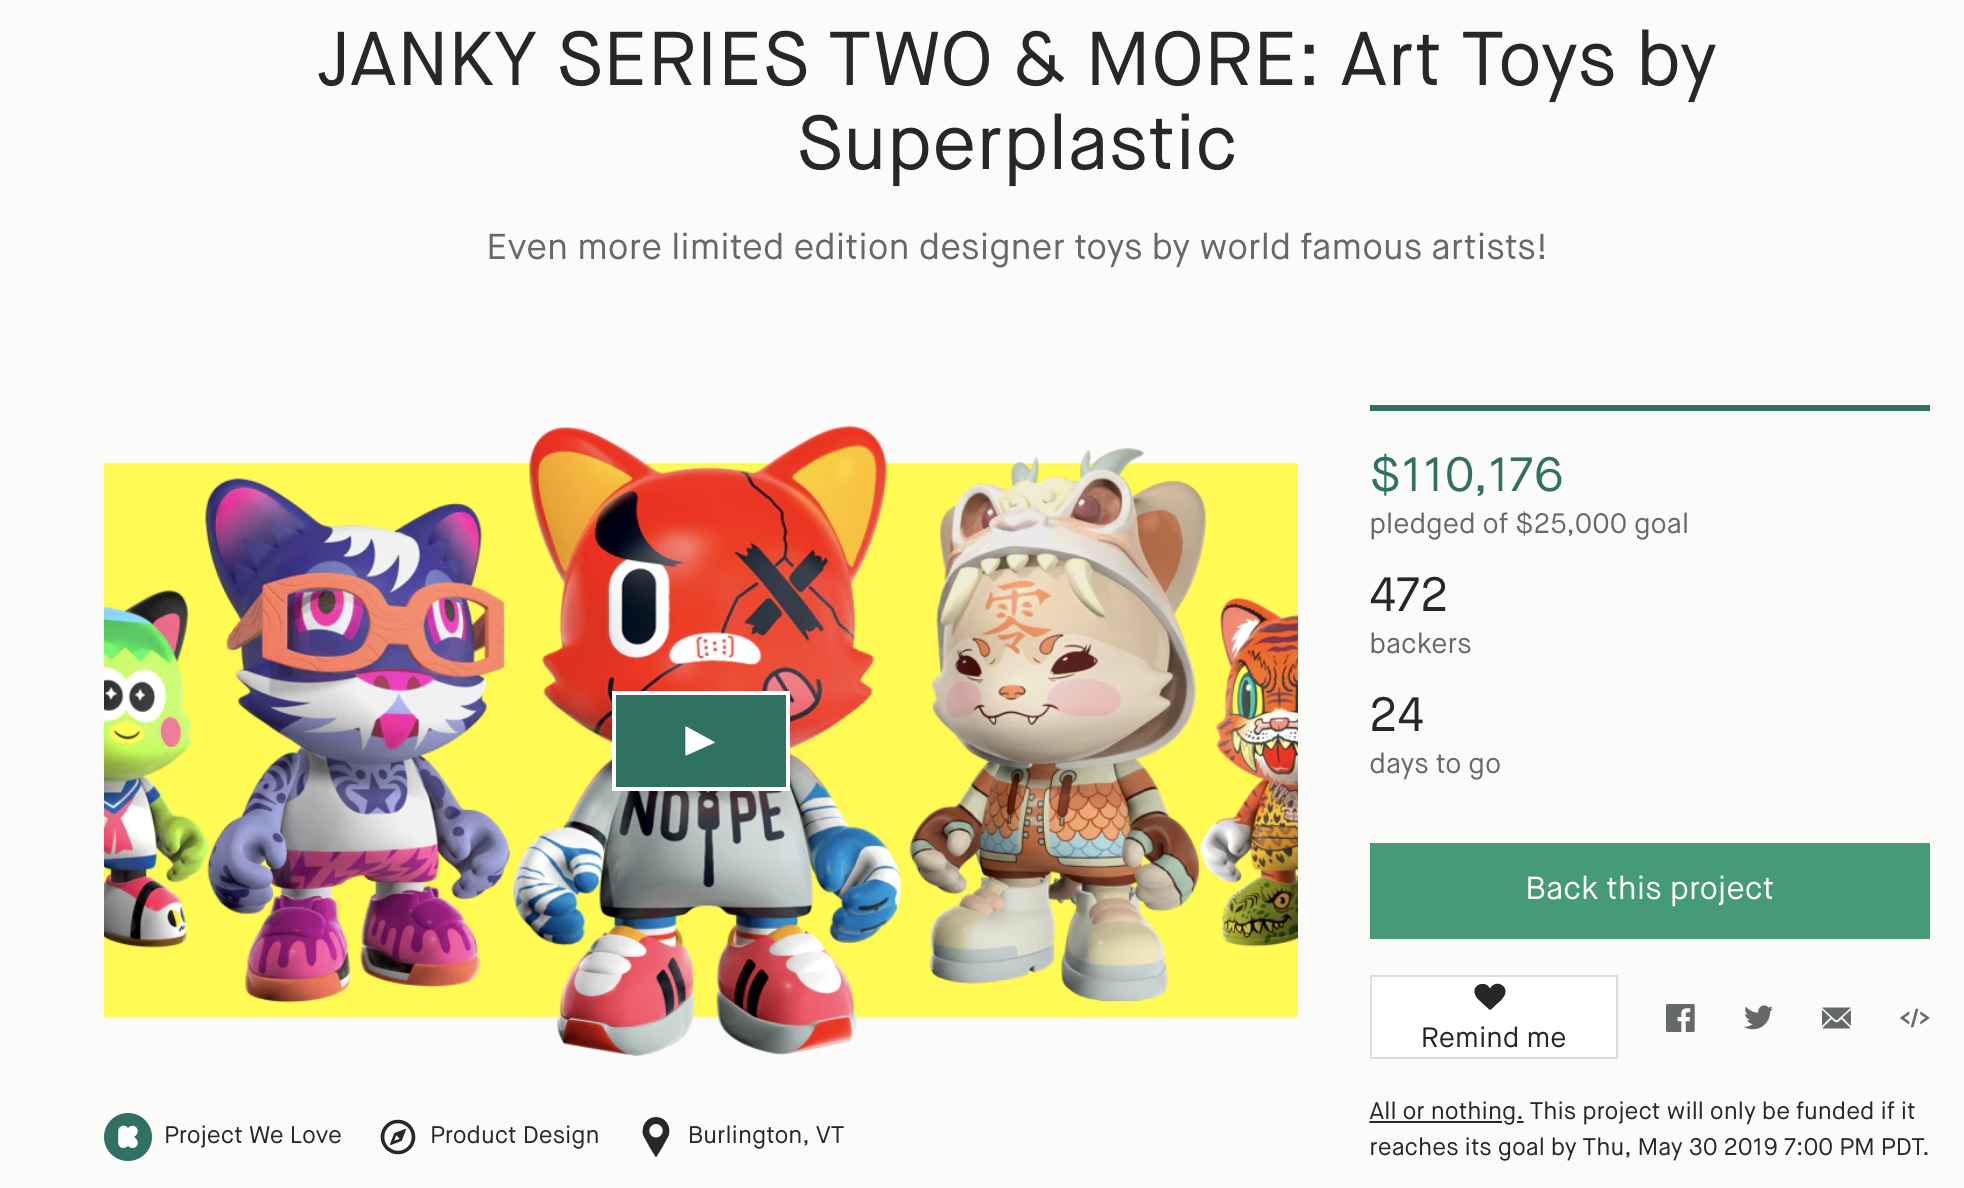 JANKY SERIES TWO & MORE: Art Toys by
Superplastic
Even more limited edition designer toys by world famous artists!
零
NOPE
$110,176
pledged of $25,000 goal
472
backers
24
days to go
Back this project
Remind me
All or nothing. This project will only be funded if it
reaches its goal by Thu, May 30 2019 7:00 PM PDT.
Project We Love
Product Design
Burlington, VT